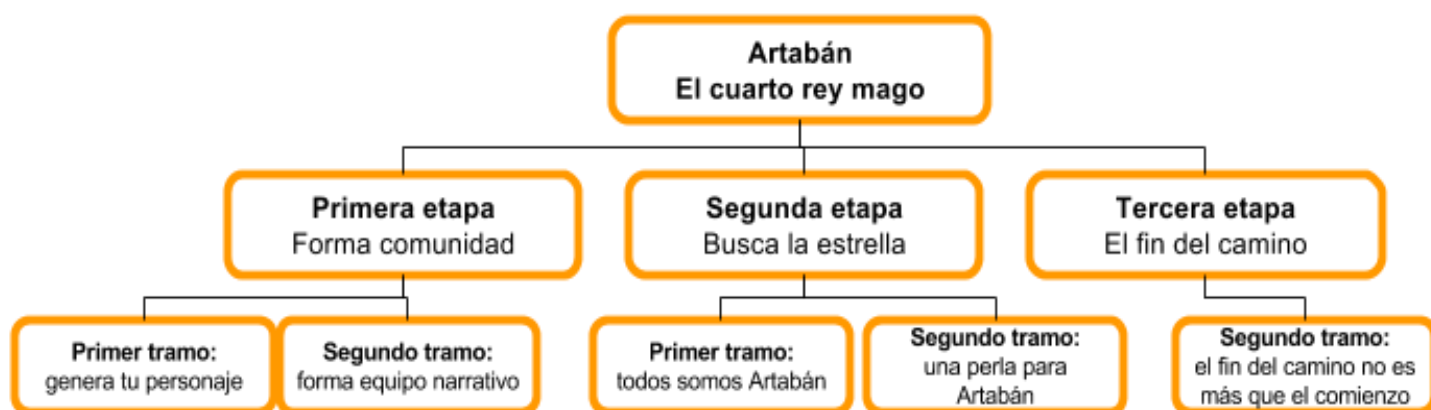 Artabán
El cuarto rey mago
Primera etapa
Forma comunidad
Segunda etapa
Busca la estrella
Tercera etapa
El fin del camino
Primer tramo:
genera tu personaje
Segundo tramo:
forma equipo narrativo
Primer tramo:
todos somos Artabán
Segundo tramo:
una perla para
Artabán
Segundo tramo:
el fin del camino no es
más que el comienzo